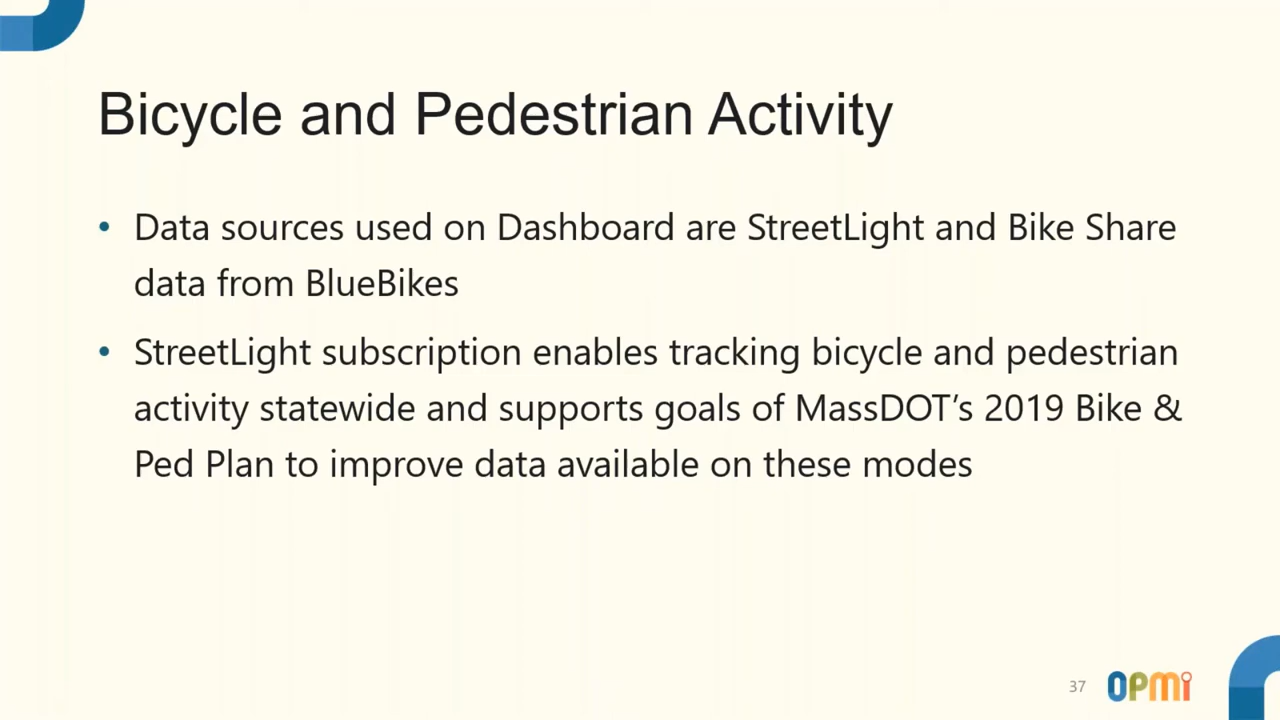 Bicycle and Pedestrian Activity
• Data sources used on Dashboard are StreetLight and Bike Share
data from BlueBikes
• StreetLight subscription enables tracking bicycle and pedestrian
activity statewide and supports goals of MassDOT’s 2019 Bike &
Ped Plan to improve data available on these modes
37 OPMi